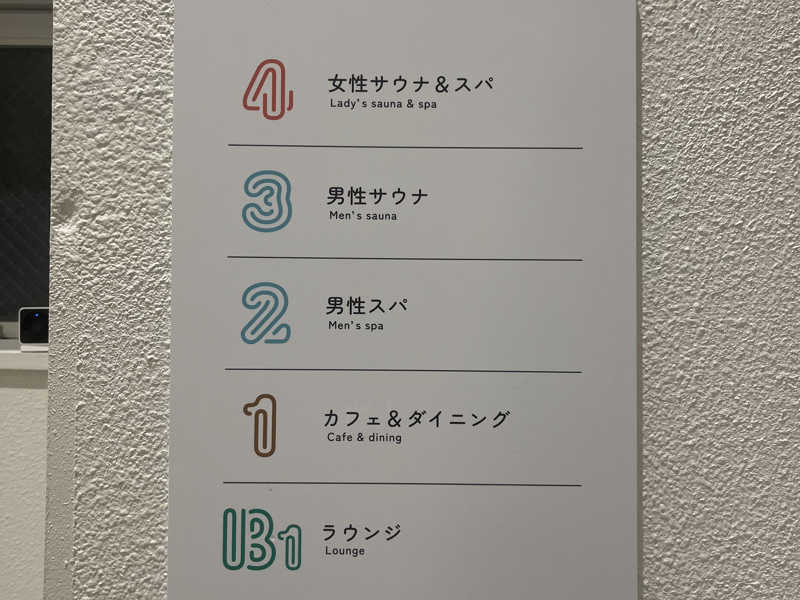 4
女性サウナ&スパ
Lady's sauna & spa
3
男性サウナ
Men's sauna
2
男性スパ
Men's spa
1
カフェ&ダイニング
Cafe & dining
B1
ラウンジ
Lounge